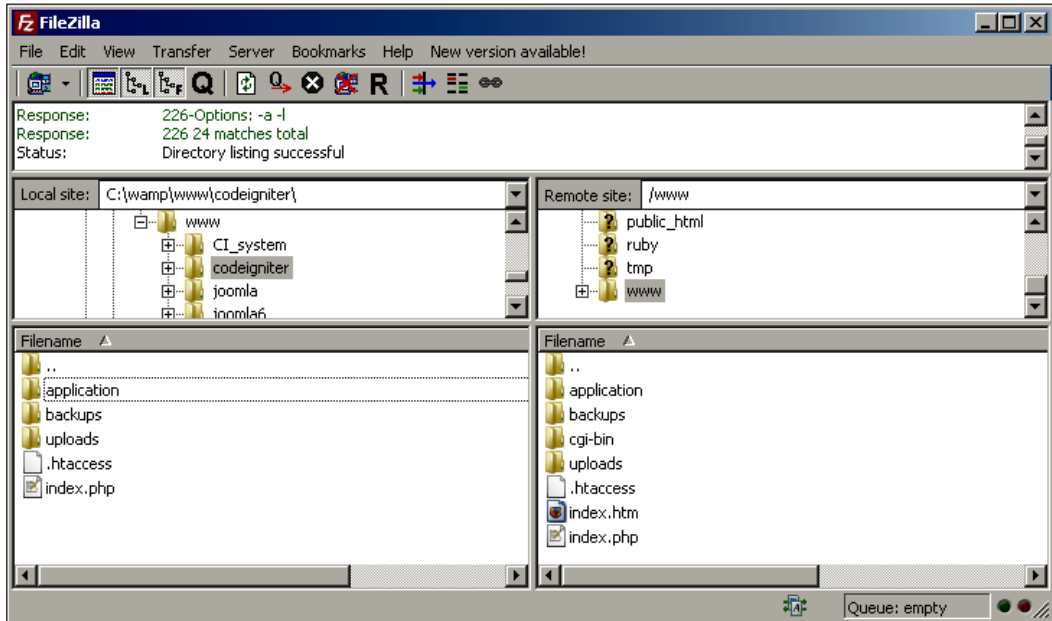 FileZilla
File Edit View Transfer Server Bookmarks Help New version available!
Response: 226-Options: -a -l
Response: 226 24 matches total
Status: Directory listing successful
Local site: C:\wamp\www\codeigniter\
Remote site: /www
www
CI_system
codeigniter
joomla
joomla6
public_html
ruby
tmp
www
Filename
..
application
backups
uploads
.htaccess
index.php
Filename
..
application
backups
cgi-bin
uploads
.htaccess
index.htm
index.php
Queue: empty